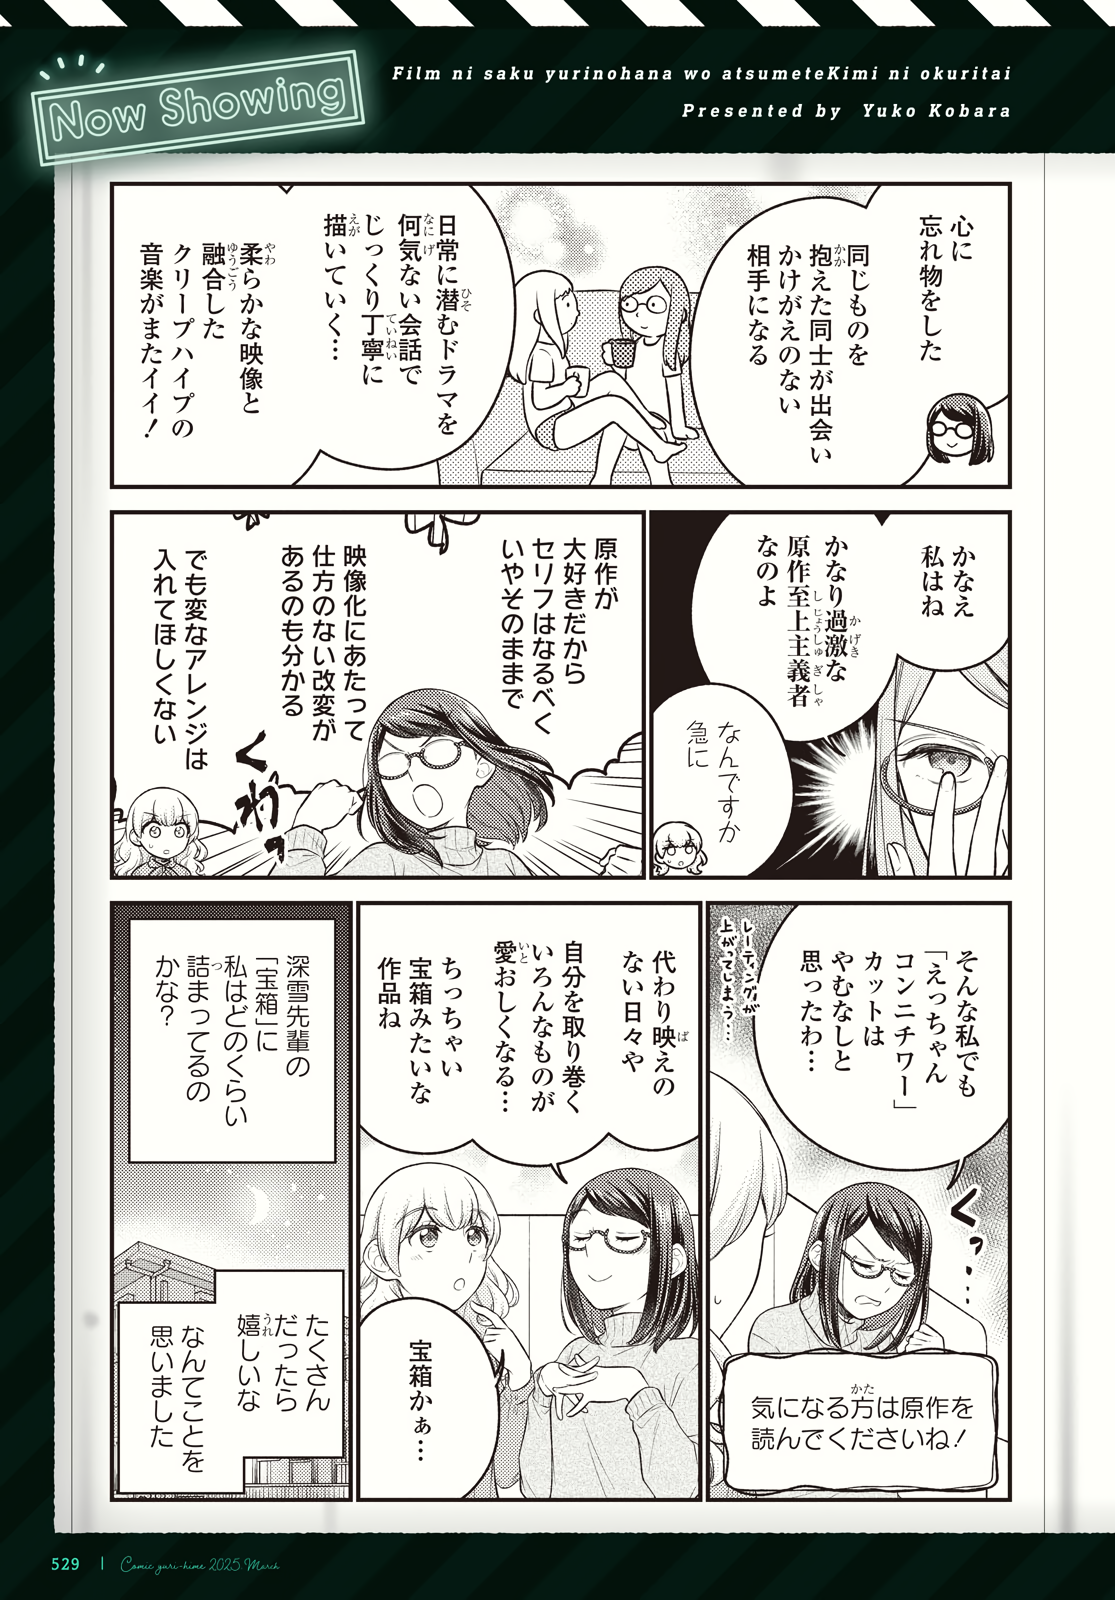 Now Showing
Film ni saku yurinohana wo atsumeteKimi ni okuritai
Presented by Yuko Kobara
心に
忘れ物をした
同じものを
抱えた同士が出会い
かけがえのない
相手になる
日常に潜むドラマを
何気ない会話で
じっくり丁寧に
描いていく…
柔らかな映像と
融合した
クリープハイプの
音楽がまたイイ！
かなえ
私はね
かなり過激な
原作至上主義者
なのよ
なんですか
急に
原作が
大好きだから
セリフはなるべく
いやそのままで
映像化にあたって
仕方のない改変が
あるのも分かる
でも変なアレンジは
入れてほしくない
くわっ
そんな私でも
「えっちゃん
コンニチワー」
カットは
やむなしと
思ったわ…
レーティングが
上がってしまう…
くっ…
気になる方は原作を
読んでくださいね！
代わり映えの
ない日々や
自分を取り巻く
いろんなものが
愛おしくなる…
ちっちゃい
宝箱みたいな
作品ね
宝箱かぁ…
深雪先輩の
「宝箱」に
私はどのくらい
詰まってるの
かな？
たくさん
だったら
嬉しいな
なんてことを
思いました
529 | Comic yuri-hime 2025. March